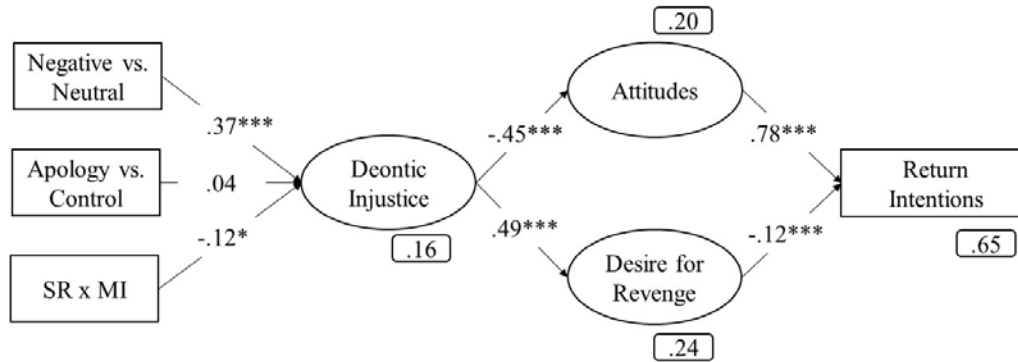 .20
Negative vs.
Neutral
Attitudes
.37***
-.45***
.78***
Apology vs.
Control
.04
Deontic
Injustice
Return
Intentions
-.12*
.49***
-.12***
.16
.65
SR x MI
Desire for
Revenge
.24